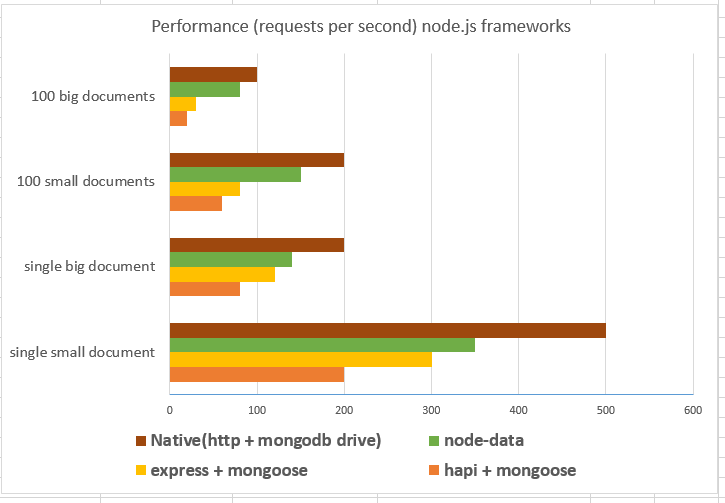 Performance (requests per second) node.js frameworks
100 big documents
100 small documents
single big document
single small document
0 100 200 300 400 500 600
Native(http + mongodb drive) node-data
express + mongoose hapi + mongoose